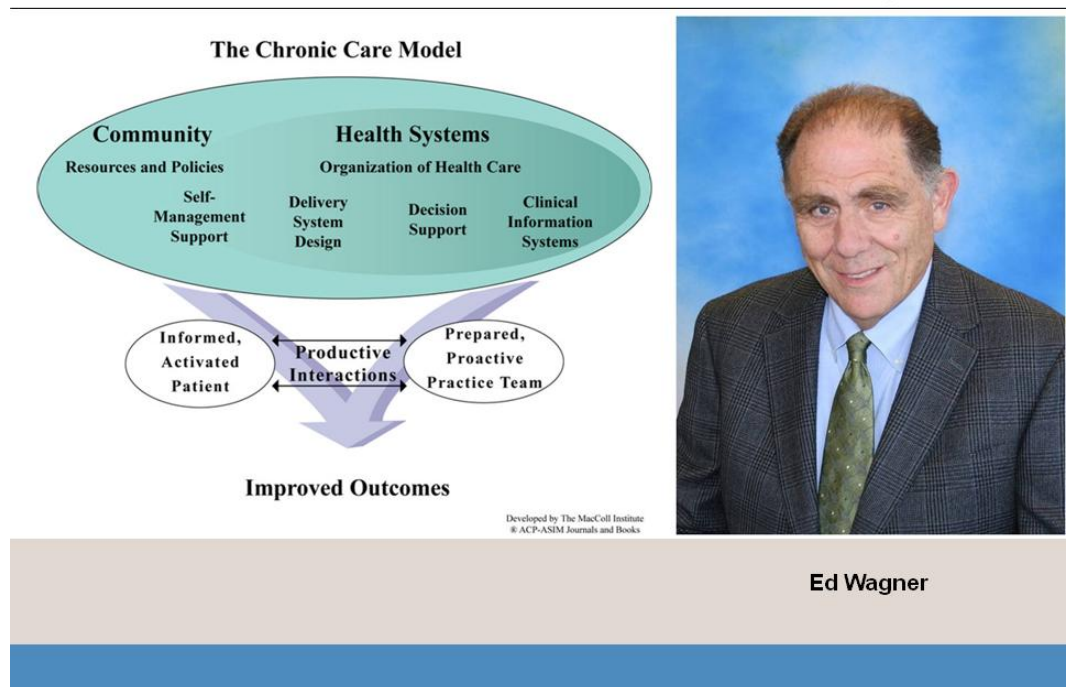 The Chronic Care Model
Community
Health Systems
Resources and Policies
Organization of Health Care
Self-
Management
Support
Delivery
System
Design
Decision
Support
Clinical
Information
Systems
Informed,
Activated
Patient
Productive
Interactions
Prepared,
Proactive
Practice Team
Improved Outcomes
Developed by The MacColl Institute
® ACP-ASIM Journals and Books
Ed Wagner